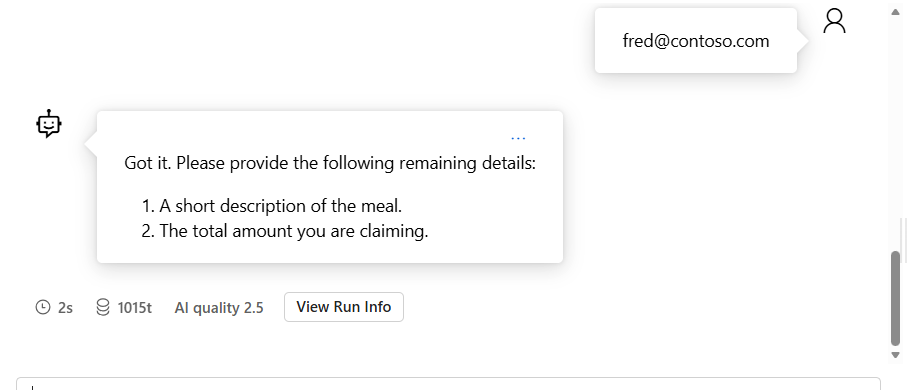 fred@contoso.com
...
Got it. Please provide the following remaining details:
1. A short description of the meal.
2. The total amount you are claiming.
2s 1015t AI quality 2.5 View Run Info